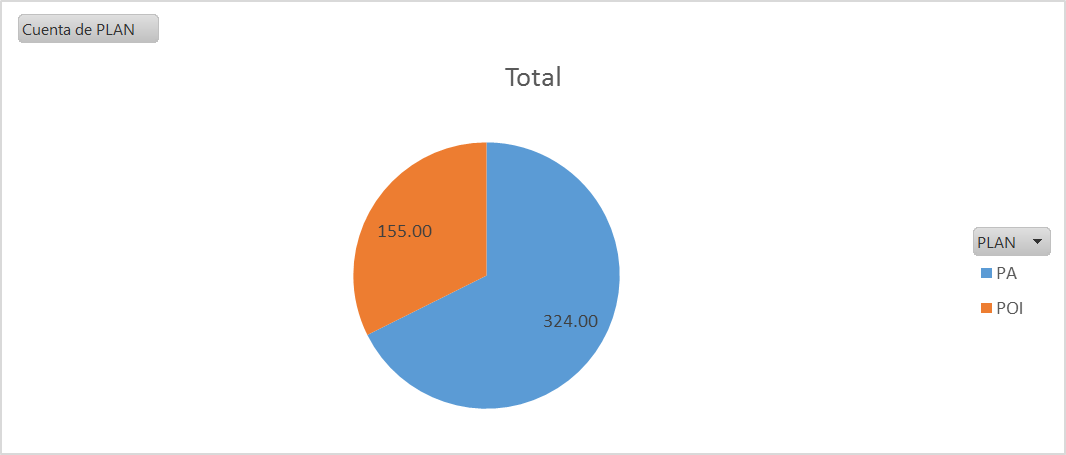 Cuenta de PLAN
Total
155.00
324.00
PLAN
PA
POI